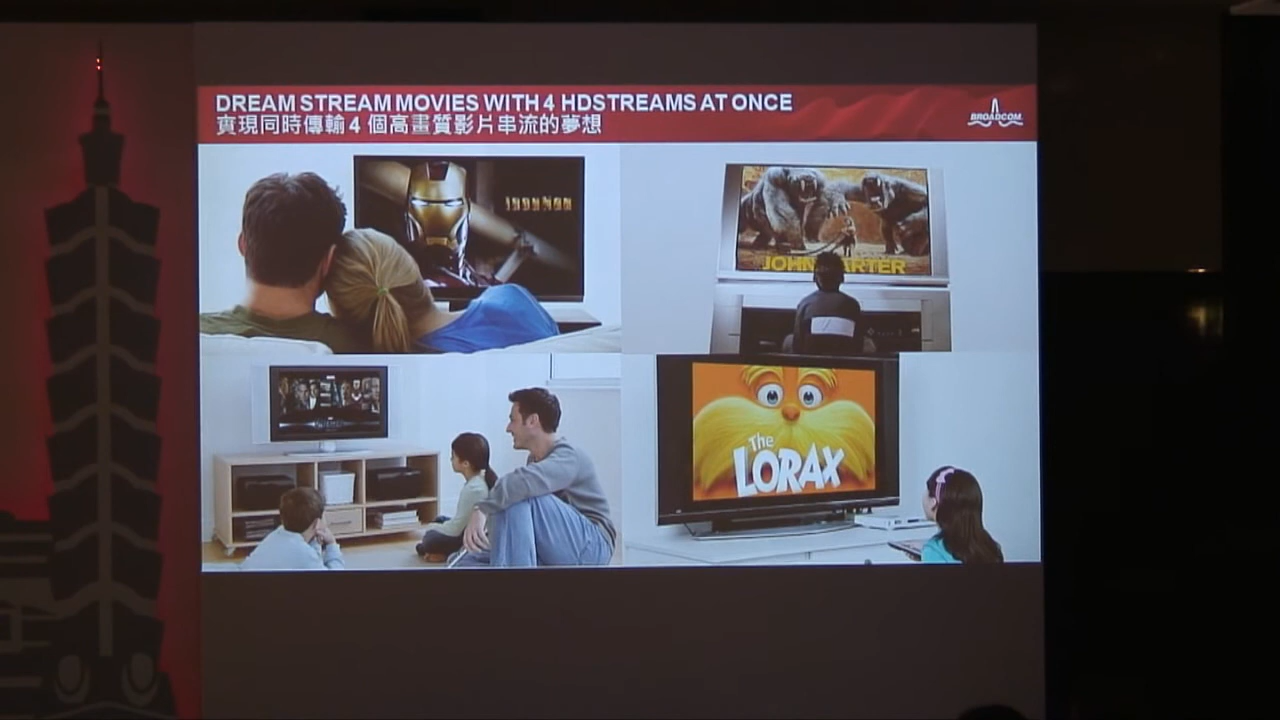 DREAM STREAM MOVIES WITH 4 HDSTREAMS AT ONCE
實現同時傳輸 4 個高畫質影片串流的夢想
BROADCOM
IRON MAN
JOHN CARTER
The
LORAX